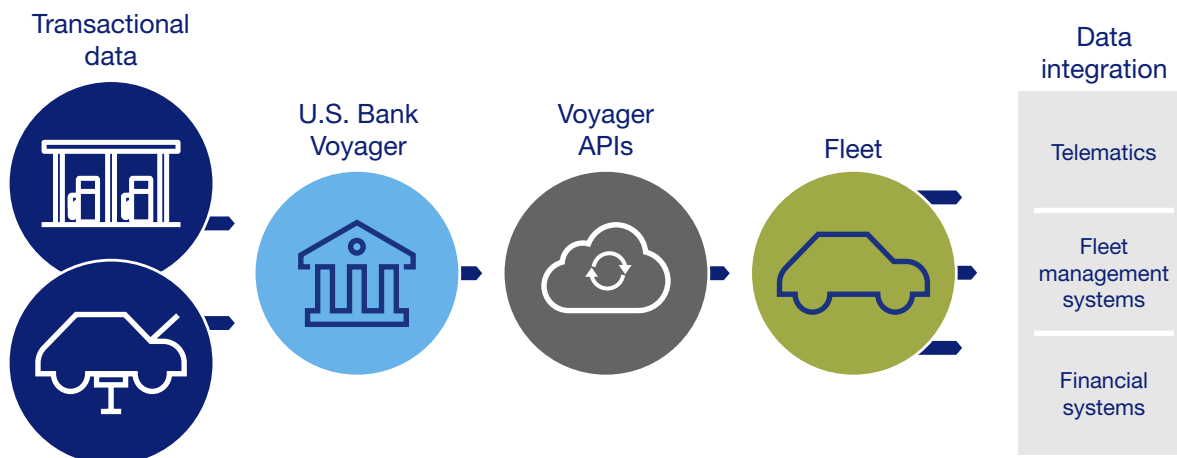 Transactional
data
U.S. Bank
Voyager
Voyager
APIs
Fleet
Data
integration
Telematics
Fleet
management
systems
Financial
systems